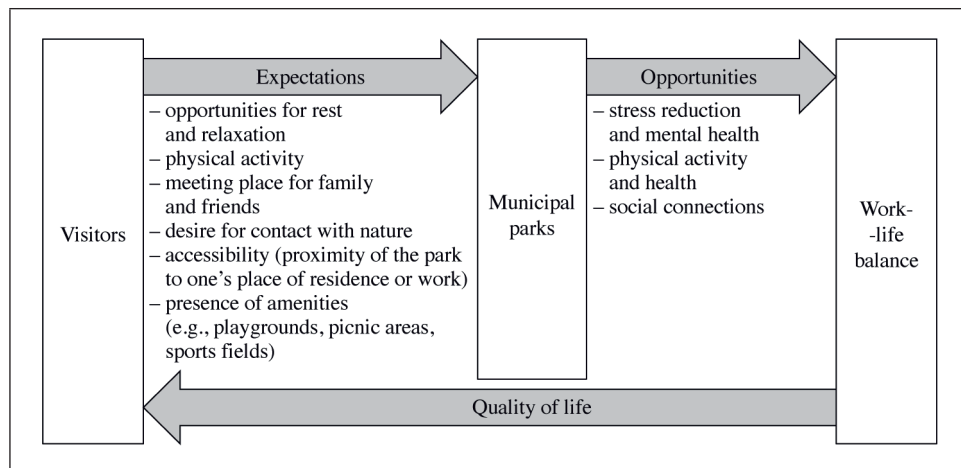 Visitors
Expectations
– opportunities for rest
and relaxation
– physical activity
– meeting place for family
and friends
– desire for contact with nature
– accessibility (proximity of the park
to one’s place of residence or work)
– presence of amenities
(e.g., playgrounds, picnic areas,
sports fields)
Municipal
parks
Opportunities
– stress reduction
and mental health
– physical activity
and health
– social connections
Work-
-life
balance
Quality of life